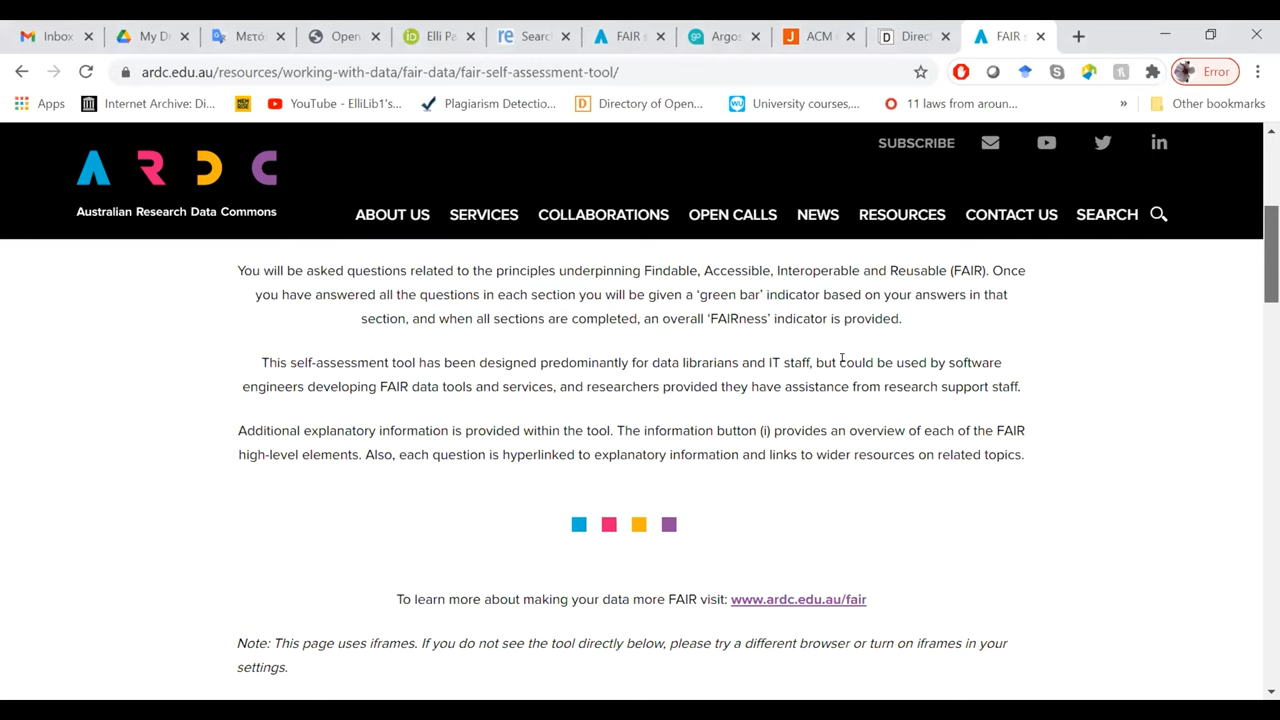 Inbox
My D
Μετά
Open
Elli Pa
re Searc
FAIR s
Argos
J ACM
D Direc
FAIR s
ardc.edu.au/resources/working-with-data/fair-data/fair-self-assessment-tool/
Error
Apps
Internet Archive: Di...
YouTube - ElliLib1's...
Plagiarism Detectio...
Directory of Open...
University courses,...
11 laws from aroun...
»
Other bookmarks
SUBSCRIBE
ARDC
Australian Research Data Commons
ABOUT US SERVICES COLLABORATIONS OPEN CALLS NEWS RESOURCES CONTACT US SEARCH
You will be asked questions related to the principles underpinning Findable, Accessible, Interoperable and Reusable (FAIR). Once
you have answered all the questions in each section you will be given a ‘green bar’ indicator based on your answers in that
section, and when all sections are completed, an overall ‘FAIRness’ indicator is provided.
This self-assessment tool has been designed predominantly for data librarians and IT staff, but could be used by software
engineers developing FAIR data tools and services, and researchers provided they have assistance from research support staff.
Additional explanatory information is provided within the tool. The information button (i) provides an overview of each of the FAIR
high-level elements. Also, each question is hyperlinked to explanatory information and links to wider resources on related topics.
To learn more about making your data more FAIR visit: www.ardc.edu.au/fair
Note: This page uses iframes. If you do not see the tool directly below, please try a different browser or turn on iframes in your
settings.